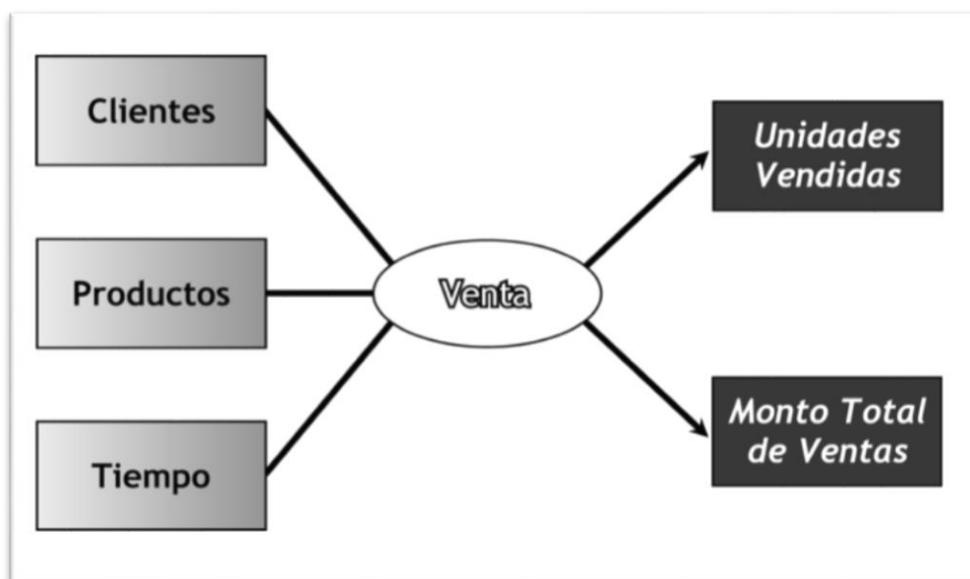 Clientes
Productos
Tiempo
Venta
Unidades
Vendidas
Monto Total
de Ventas